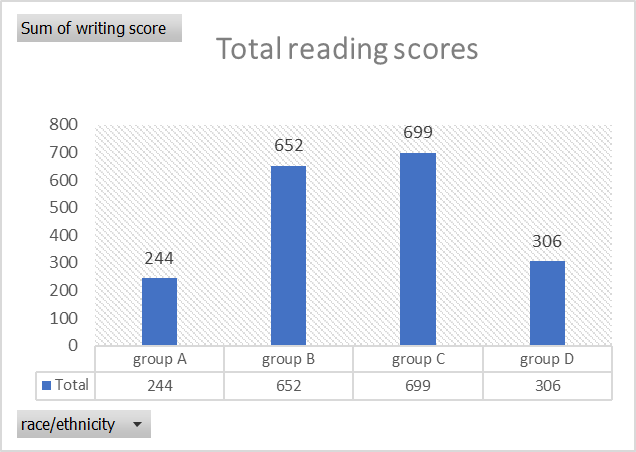 Sum of writing score
Total reading scores
800
700
600
500
400
300
200
100
0
244
652
699
306
group A group B group C group D
Total 244 652 699 306
race/ethnicity